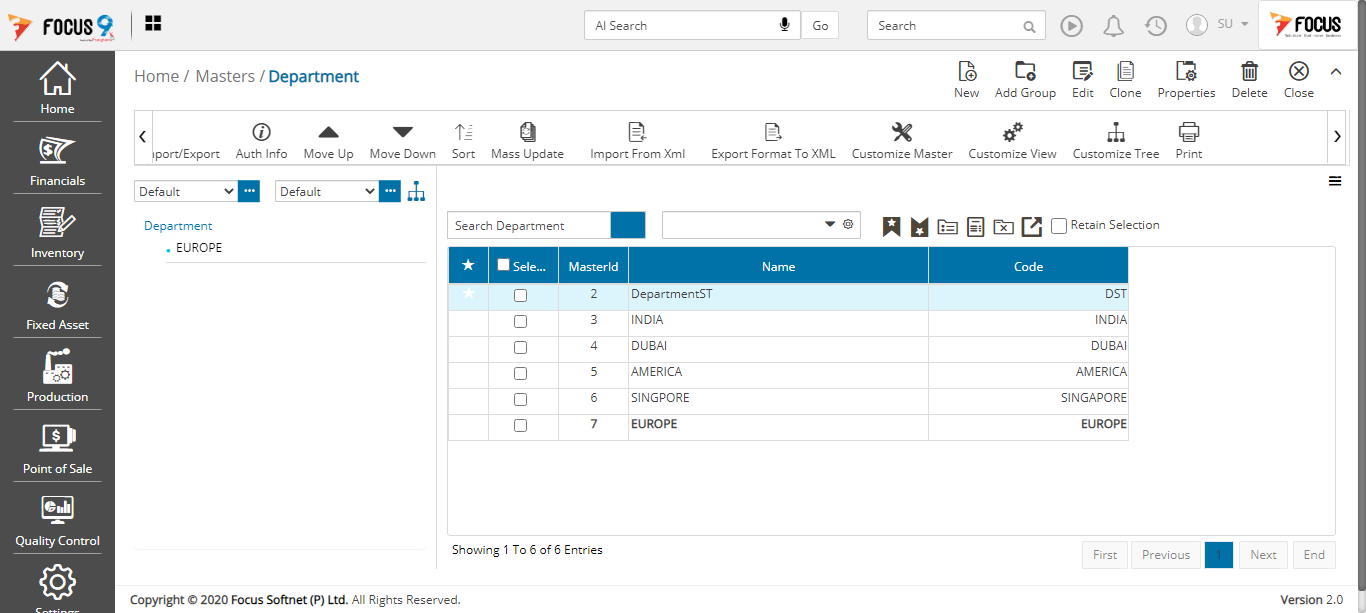 FOCUS 9
AI Search
Go
Search
SU
FOCUS
Home
Financials
Inventory
Fixed Asset
Production
Point of Sale
Quality Control
Settings
Home / Masters / Department
New
Add Group
Edit
Clone
Properties
Delete
Close
port/Export
Auth Info
Move Up
Move Down
Sort
Mass Update
Import From Xml
Export Format To XML
Customize Master
Customize View
Customize Tree
Print
Default
Default
Department
EUROPE
Search Department
Retain Selection
Sele... MasterId Name Code
2 DepartmentST DST
3 INDIA INDIA
4 DUBAI DUBAI
5 AMERICA AMERICA
6 SINGPORE SINGAPORE
7 EUROPE EUROPE
Showing 1 To 6 of 6 Entries
First
Previous
1
Next
End
Copyright © 2020 Focus Softnet (P) Ltd. All Rights Reserved.
Version 2.0